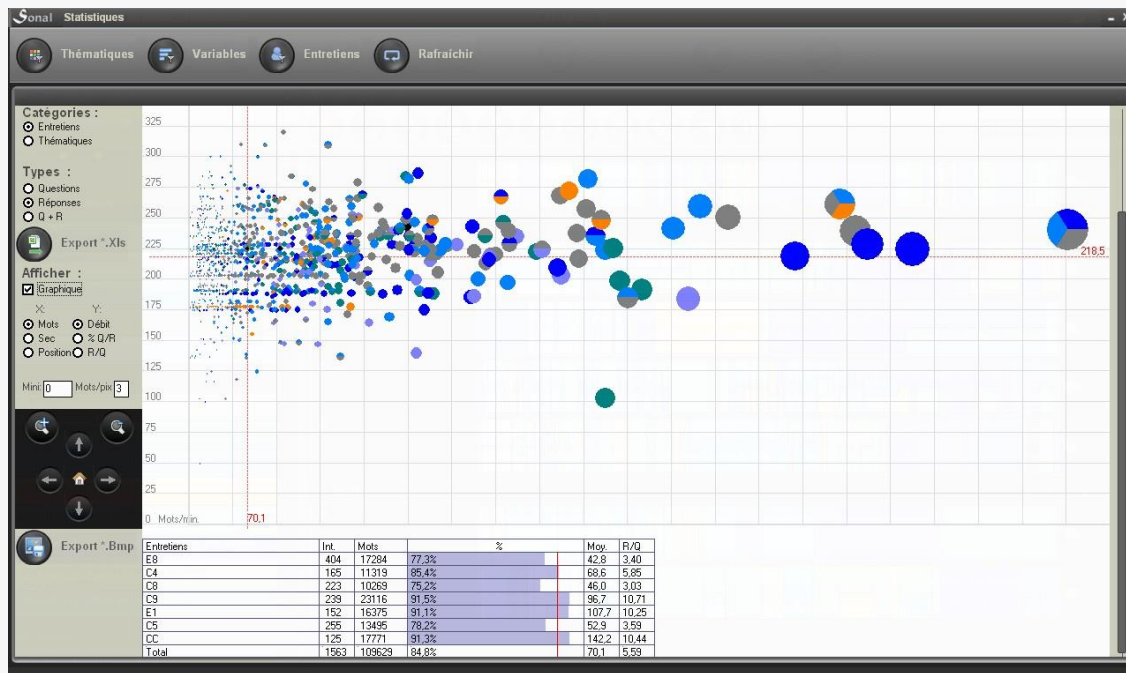 Sonal Statistiques
Thématiques Variables Entretiens Rafraîchir
Catégories :
Entretiens
Thématiques
Types :
Questions
Réponses
Q + R
Export *.Xls
Afficher :
Graphique
X: Y:
Mots Débit
Sec % Q/R
Position R/Q
Mini: 0 Mots/pix 3
Export *.Bmp
325
300
275
250
225
218,5
200
175
150
125
100
75
50
25
0 Mots/min. 70,1
Entretiens Int. Mots % Moy. R/Q
E8 404 17284 77,3% 42,8 3,40
C4 165 11319 85,4% 68,6 5,85
C8 223 10269 75,2% 46,0 3,03
C9 239 23116 91,5% 96,7 10,71
E1 152 16375 91,1% 107,7 10,25
C5 255 13495 78,2% 52,9 3,59
CC 125 17771 91,3% 142,2 10,44
Total 1563 109629 84,8% 70,1 5,59